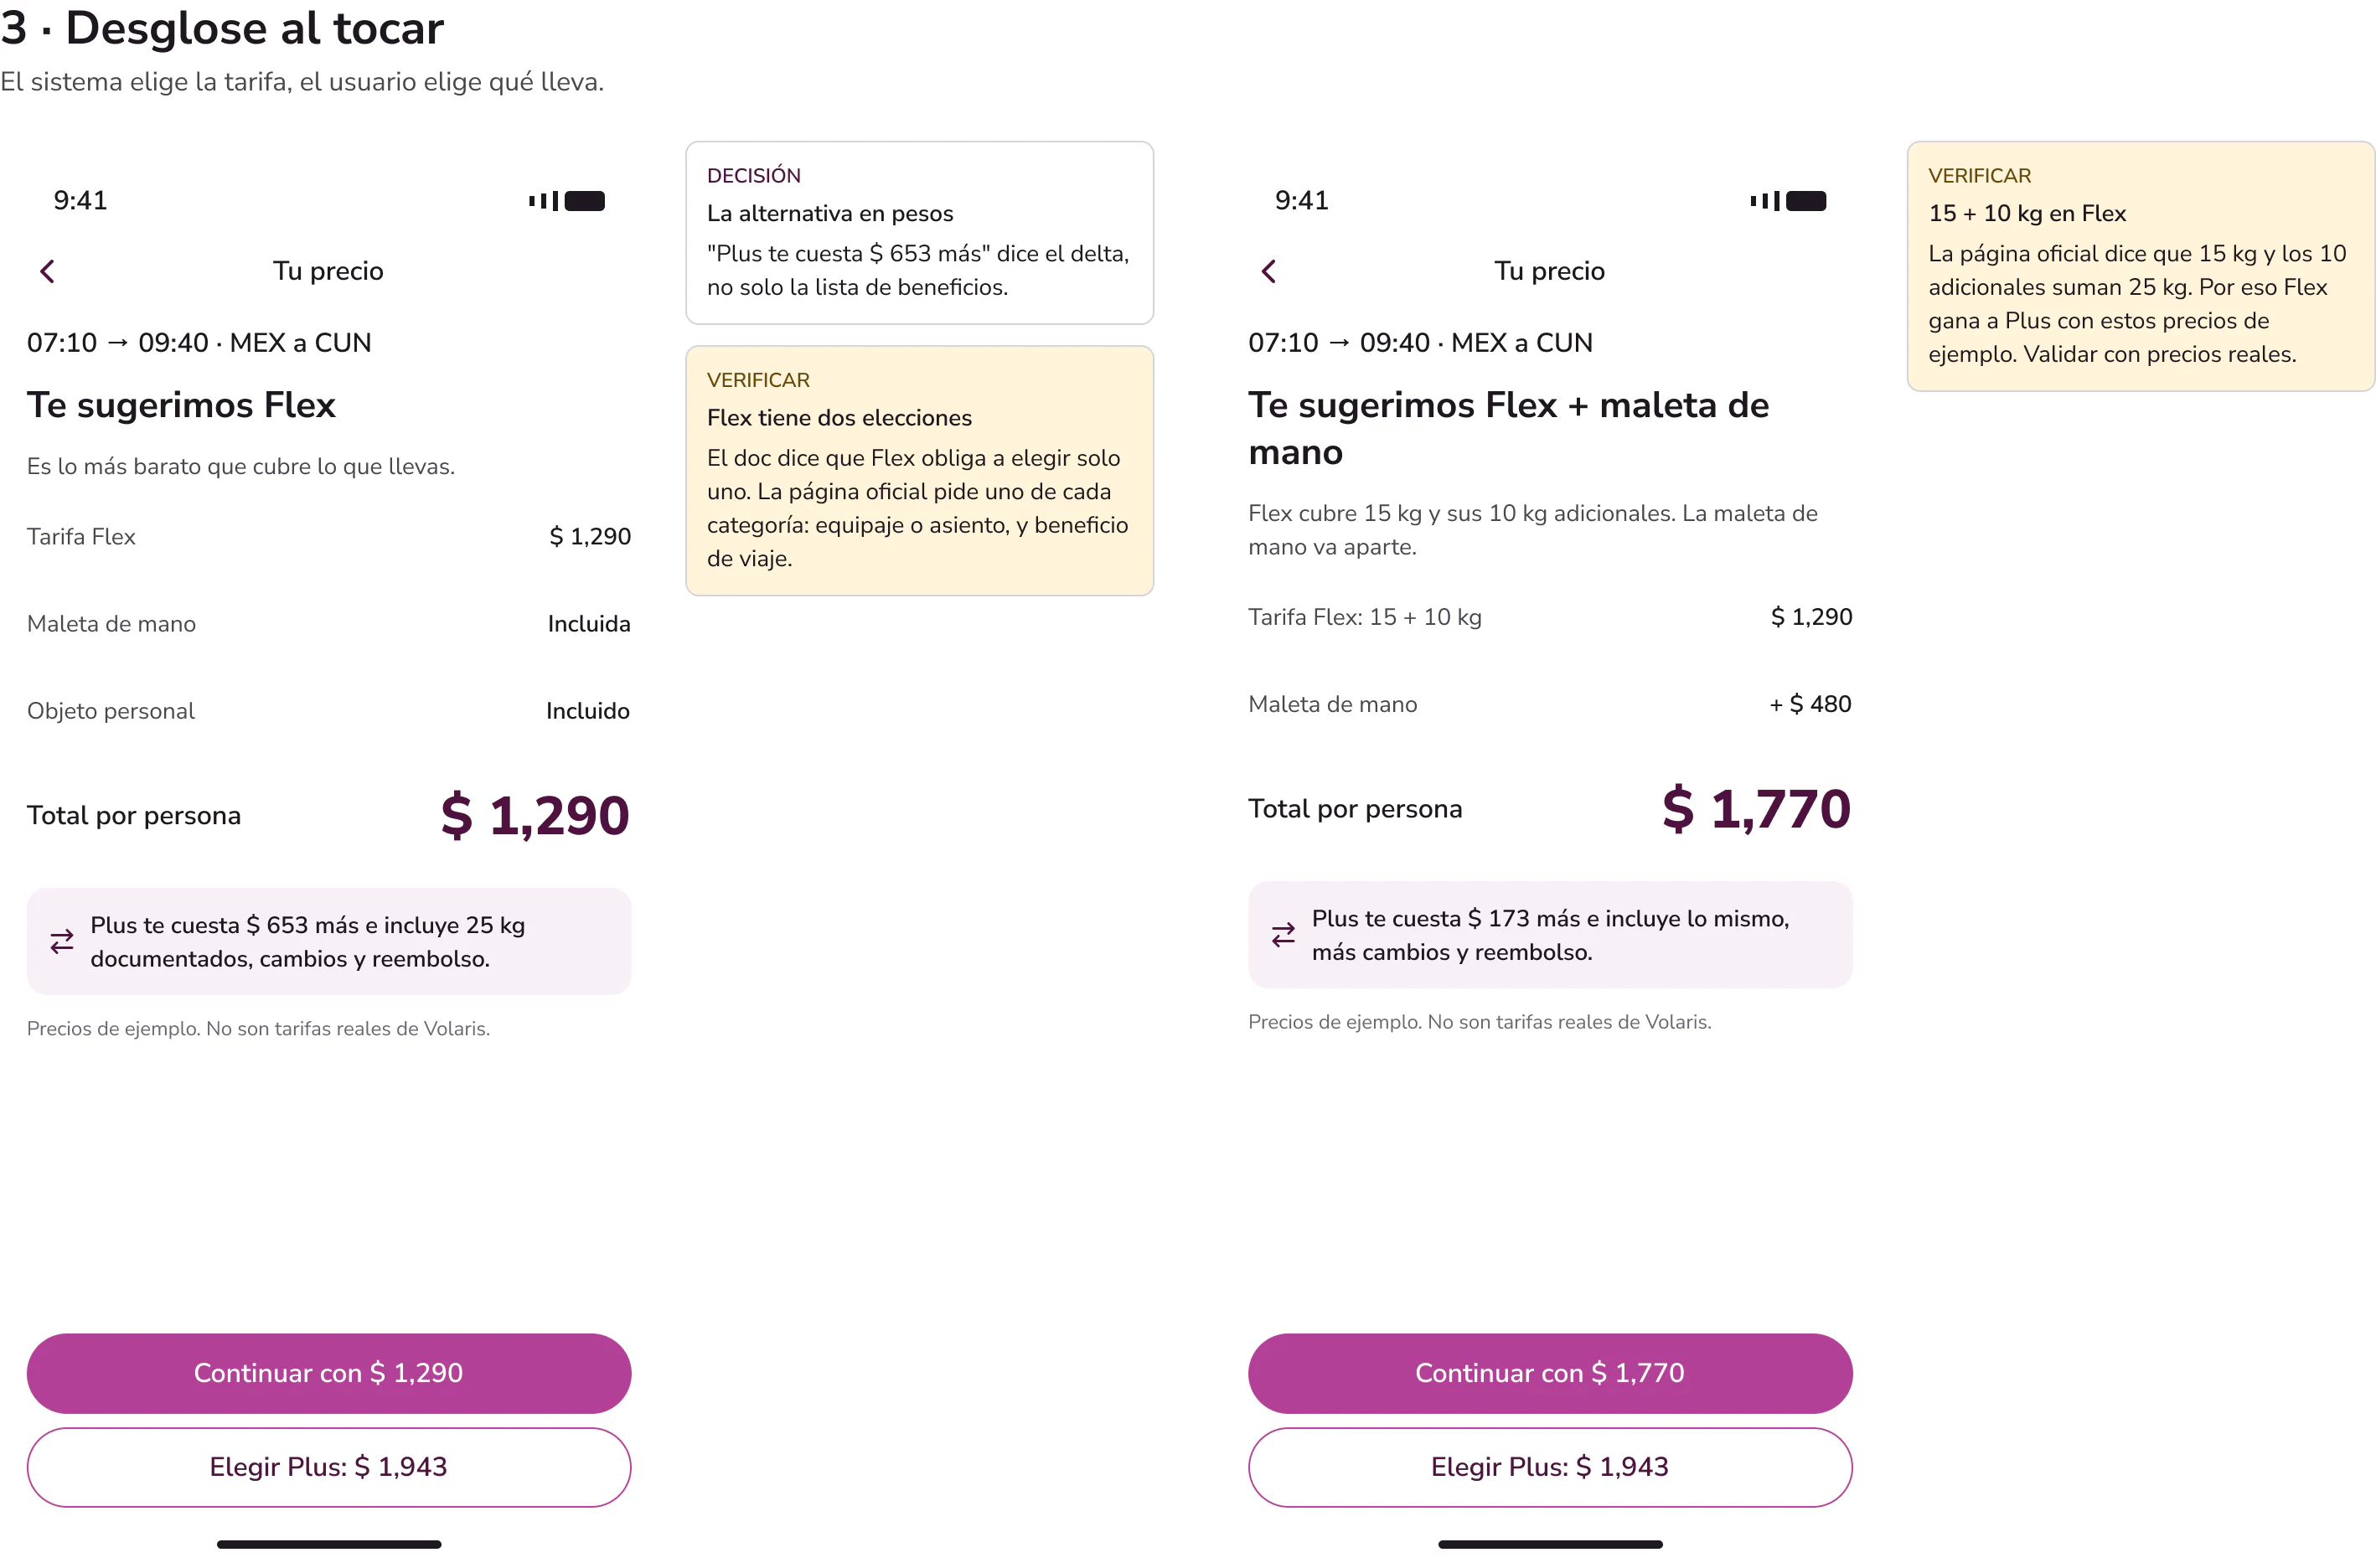 3 · Desglose al tocar
El sistema elige la tarifa, el usuario elige qué lleva.
9:41
Tu precio
07:10 → 09:40 · MEX a CUN
Te sugerimos Flex
Es lo más barato que cubre lo que llevas.
Tarifa Flex $ 1,290
Maleta de mano Incluida
Objeto personal Incluido
Total por persona $ 1,290
Plus te cuesta $ 653 más e incluye 25 kg
documentados, cambios y reembolso.
Precios de ejemplo. No son tarifas reales de Volaris.
Continuar con $ 1,290
Elegir Plus: $ 1,943
DECISIÓN
La alternativa en pesos
"Plus te cuesta $ 653 más" dice el delta,
no solo la lista de beneficios.
VERIFICAR
Flex tiene dos elecciones
El doc dice que Flex obliga a elegir solo
uno. La página oficial pide uno de cada
categoría: equipaje o asiento, y beneficio
de viaje.
9:41
Tu precio
07:10 → 09:40 · MEX a CUN
Te sugerimos Flex + maleta de
mano
Flex cubre 15 kg y sus 10 kg adicionales. La maleta de
mano va aparte.
Tarifa Flex: 15 + 10 kg $ 1,290
Maleta de mano + $ 480
Total por persona $ 1,770
Plus te cuesta $ 173 más e incluye lo mismo,
más cambios y reembolso.
Precios de ejemplo. No son tarifas reales de Volaris.
Continuar con $ 1,770
Elegir Plus: $ 1,943
VERIFICAR
15 + 10 kg en Flex
La página oficial dice que 15 kg y los 10
adicionales suman 25 kg. Por eso Flex
gana a Plus con estos precios de
ejemplo. Validar con precios reales.